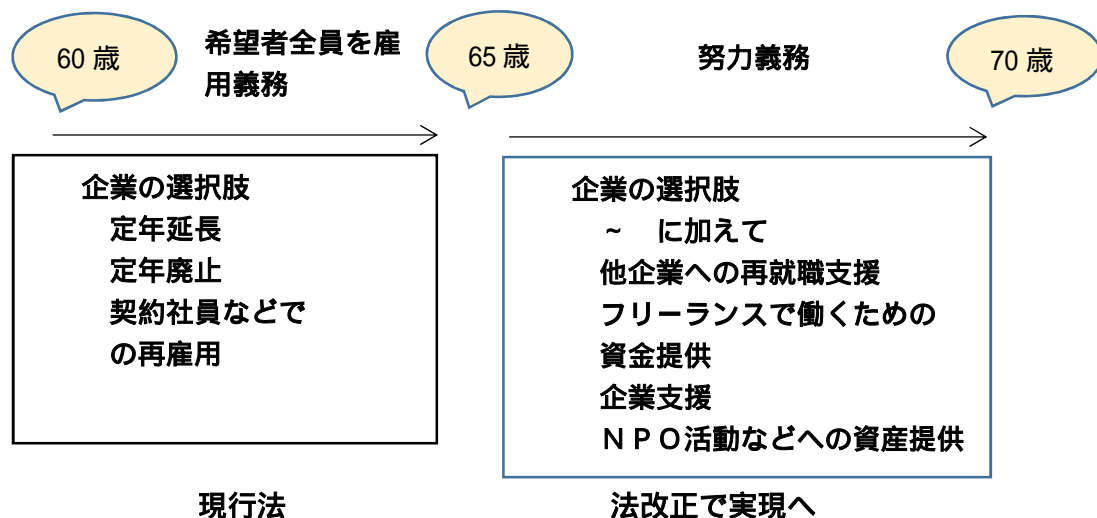 60 歳
希望者全員を雇
用義務
65 歳
努力義務
70 歳
企業の選択肢
定年延長
定年廃止
契約社員などで
の再雇用
企業の選択肢
~ に加えて
他企業への再就職支援
フリーランスで働くための
資金提供
企業支援
ＮＰＯ活動などへの資産提供
現行法
法改正で実現へ